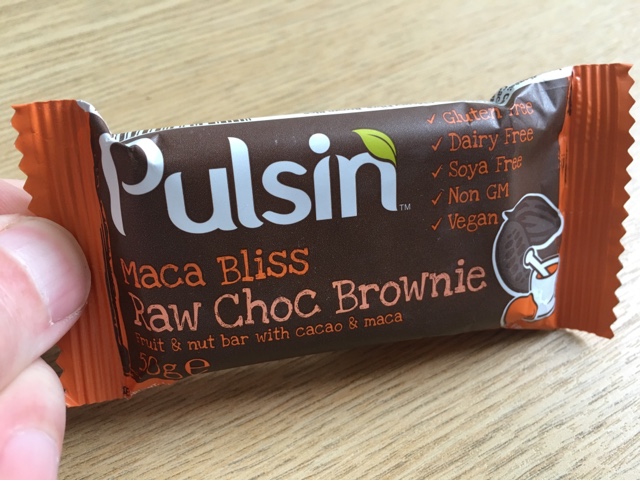 Pulsin™
Maca Bliss
Raw Choc Brownie
Fruit & nut bar with cacao & maca
50g e
✓ Gluten Free
✓ Dairy Free
✓ Soya Free
✓ Non GM
✓ Vegan